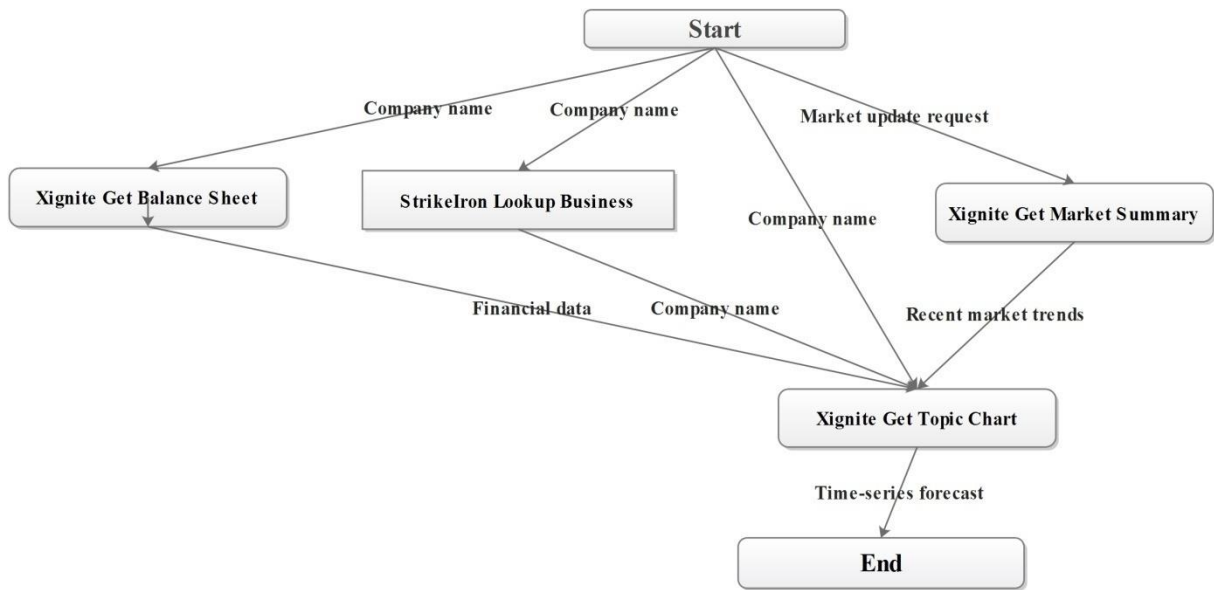 Start
Company name
Company name
Market update request
Xignite Get Balance Sheet
StrikeIron Lookup Business
Company name
Xignite Get Market Summary
Financial data
Company name
Recent market trends
Xignite Get Topic Chart
Time-series forecast
End